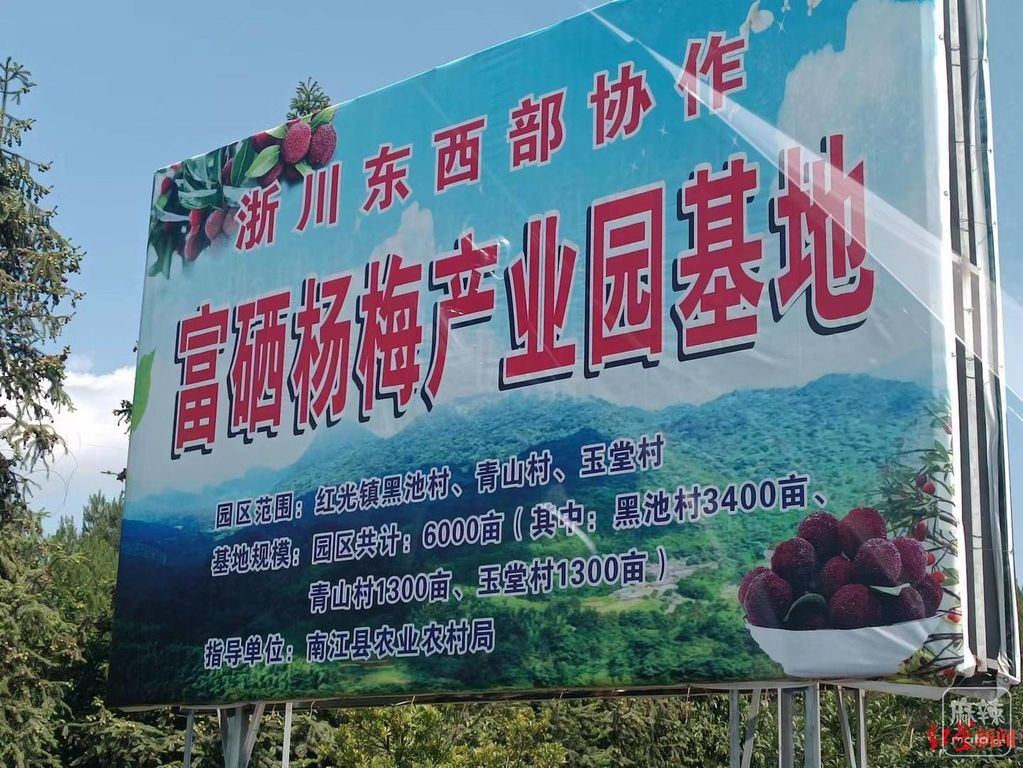 浙川东西部协作
富硒杨梅产业园基地
园区范围：红光镇黑池村、青山村、玉堂村
基地规模：园区共计：6000亩（其中：黑池村3400亩、
青山村1300亩、玉堂村1300亩）
指导单位：南江县农业农村局
麻辣